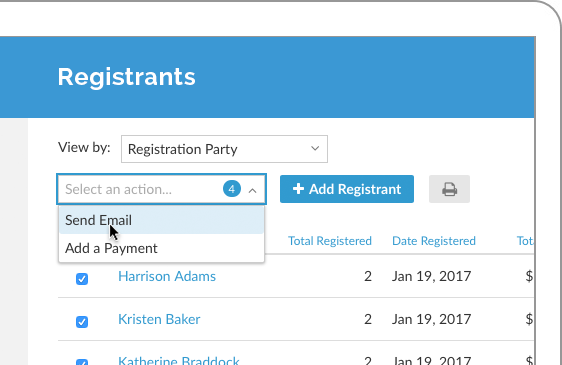 Registrants
View by: Registration Party
Select an action... 4 + Add Registrant
Send Email
Add a Payment
Total Registered Date Registered
Harrison Adams 2 Jan 19, 2017 $
Kristen Baker 2 Jan 19, 2017 $
Katherine Braddock 2 Jan 19, 2017 $